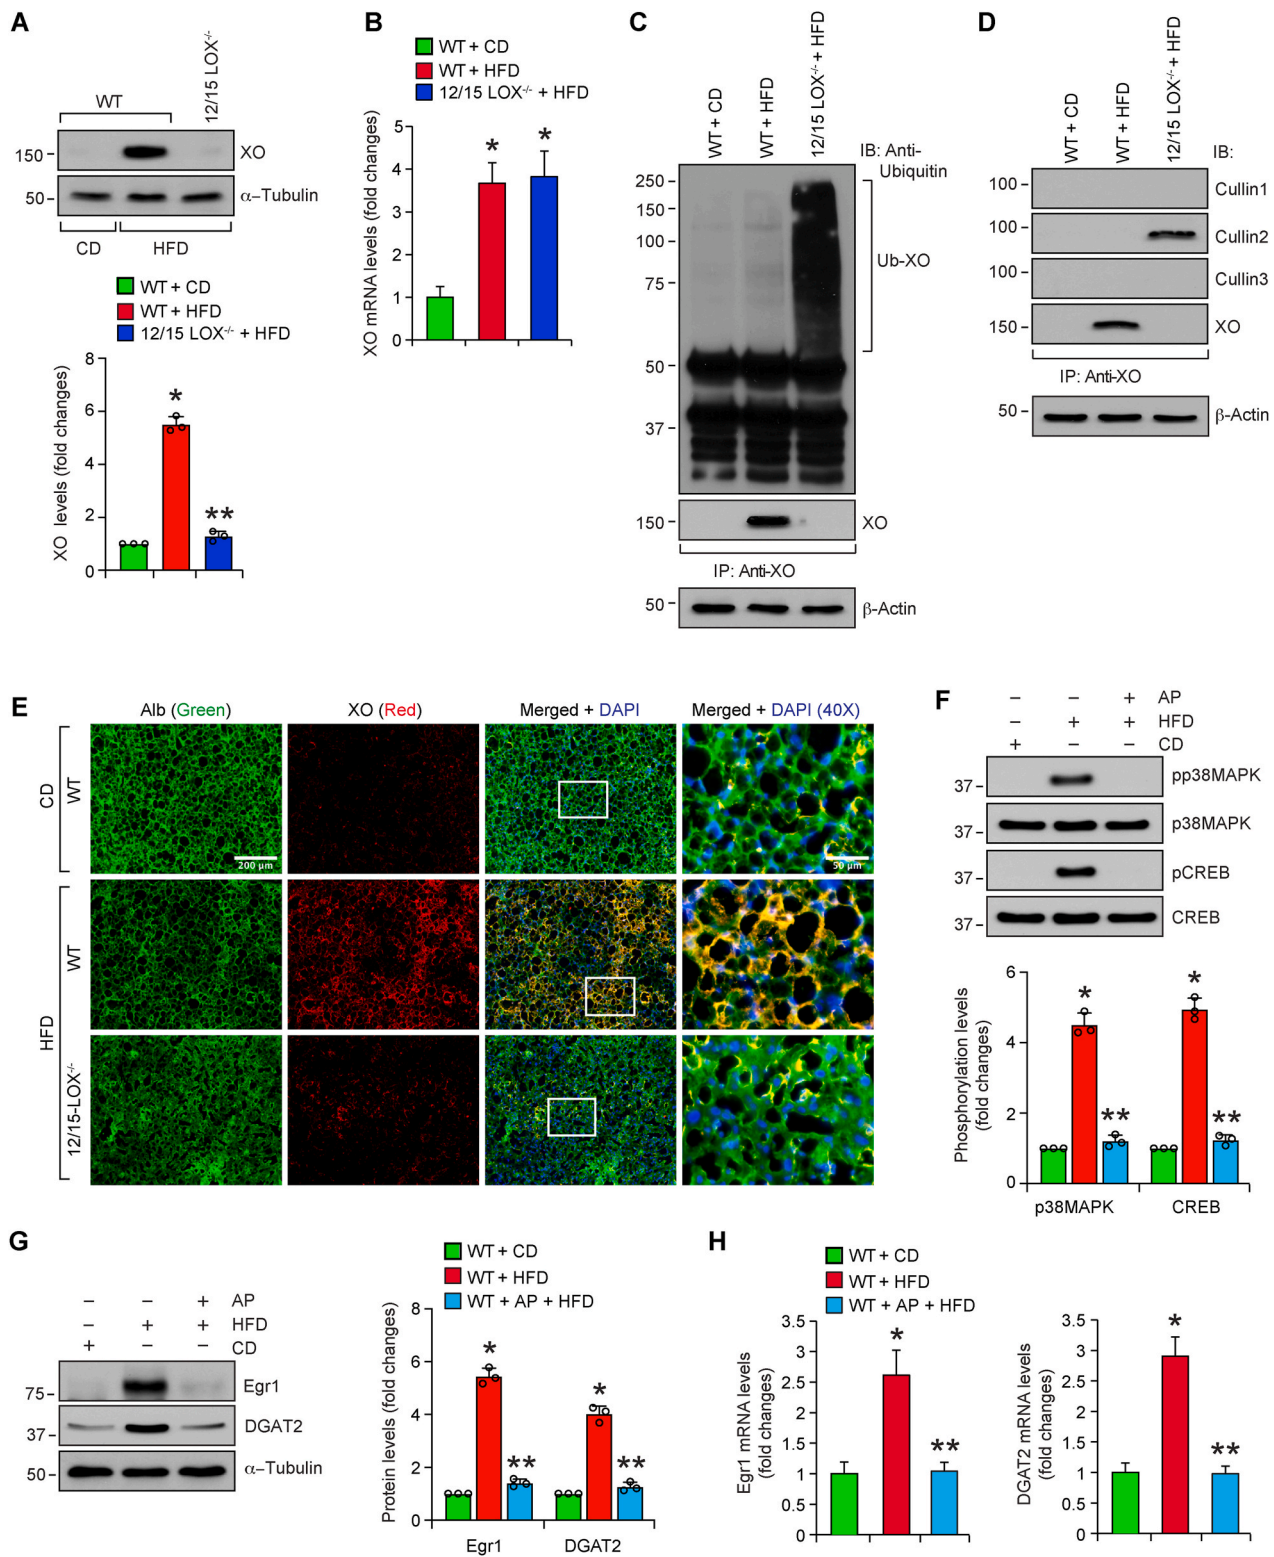 A
WT
12/15 LOX-/-
150
XO
50
α–Tubulin
CD
HFD
WT + CD
WT + HFD
12/15 LOX-/- + HFD
XO levels (fold changes)
8
6
4
2
0
*
**
B
WT + CD
WT + HFD
12/15 LOX-/- + HFD
XO mRNA levels (fold changes)
5
4
3
2
1
0
*
*
C
WT + CD
WT + HFD
12/15 LOX-/- + HFD
IB: Anti-
Ubiquitin
250
150
100
75
50
37
Ub-XO
150
XO
IP: Anti-XO
50
β-Actin
D
WT + CD
WT + HFD
12/15 LOX-/- + HFD
IB:
100
Cullin1
100
Cullin2
100
Cullin3
150
XO
IP: Anti-XO
50
β-Actin
E
Alb (Green)
XO (Red)
Merged + DAPI
Merged + DAPI (40X)
CD
WT
200 µm
50 µm
HFD
WT
12/15-LOX-/-
F
– – + AP
– + + HFD
+ – – CD
37
pp38MAPK
37
p38MAPK
37
pCREB
37
CREB
Phosphorylation levels
(fold changes)
6
4
2
0
*
**
*
**
p38MAPK
CREB
G
– – + AP
– + + HFD
+ – – CD
75
Egr1
37
DGAT2
50
α–Tubulin
WT + CD
WT + HFD
WT + AP + HFD
Protein levels (fold changes)
8
6
4
2
0
*
**
*
**
Egr1
DGAT2
H
WT + CD
WT + HFD
WT + AP + HFD
Egr1 mRNA levels
(fold changes)
3.5
3
2.5
2
1.5
1
0.5
0
*
**
DGAT2 mRNA levels
(fold changes)
3.5
3
2.5
2
1.5
1
0.5
0
*
**